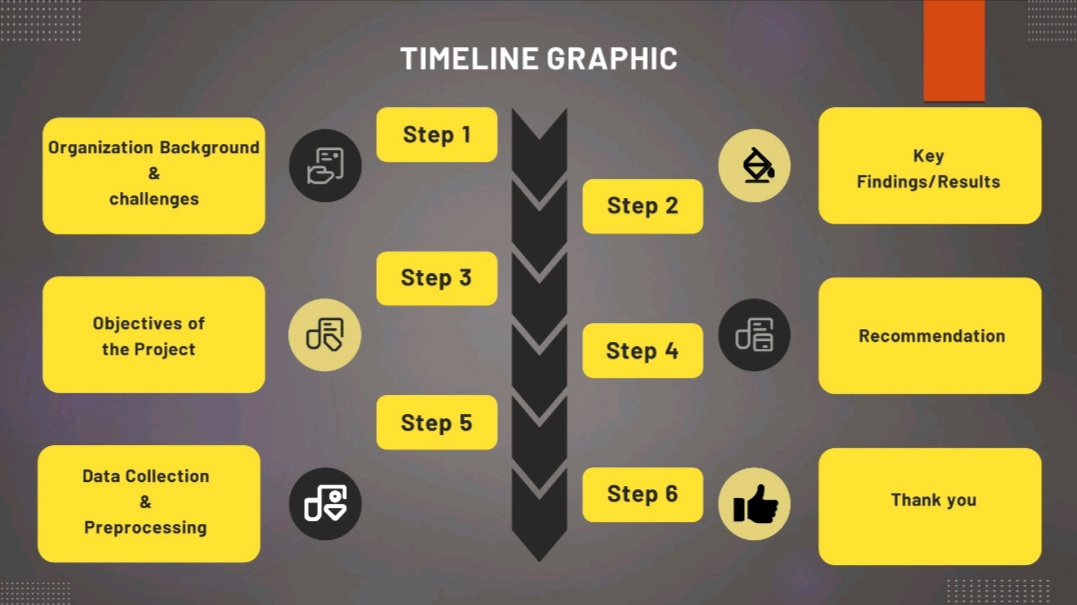 TIMELINE GRAPHIC
Organization Background
&
challenges
Step 1
Key
Findings/Results
Step 2
Objectives of
the Project
Step 3
Recommendation
Step 4
Data Collection
&
Preprocessing
Step 5
Thank you
Step 6